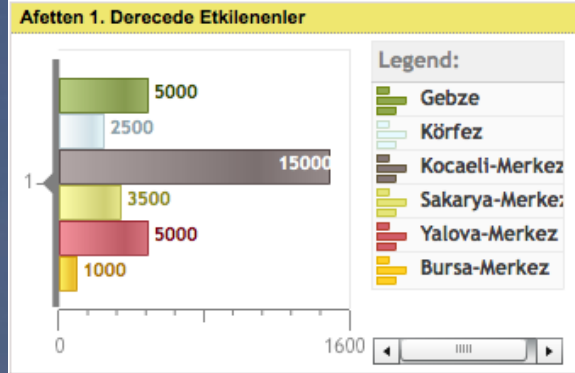 Afetten 1. Derecede Etkilenenler
5000
2500
15000
3500
5000
1000
1
0
1600
Legend:
Gebze
Körfez
Kocaeli-Merkez
Sakarya-Merkez
Yalova-Merkez
Bursa-Merkez